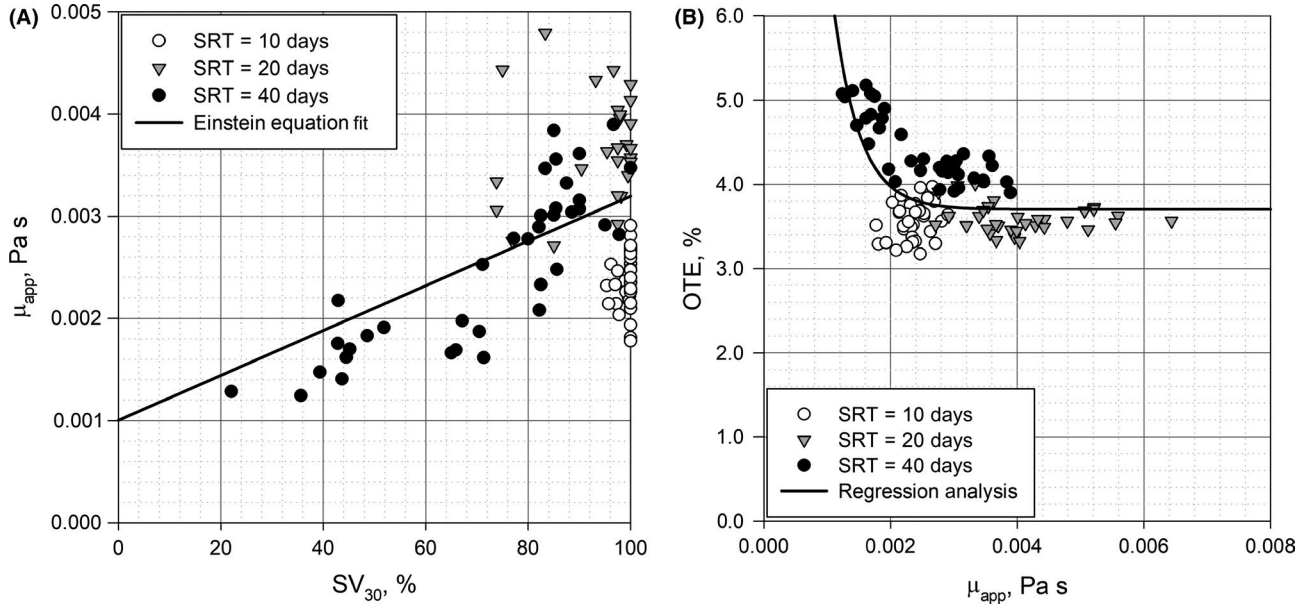 (A)
0.005
0.004
0.003
0.002
0.001
0.000
μapp, Pa s
SRT = 10 days
SRT = 20 days
SRT = 40 days
Einstein equation fit
0
20
40
60
80
100
SV30, %
(B)
6.0
5.0
4.0
3.0
2.0
1.0
0.0
OTE, %
SRT = 10 days
SRT = 20 days
SRT = 40 days
Regression analysis
0.000
0.002
0.004
0.006
0.008
μapp, Pa s